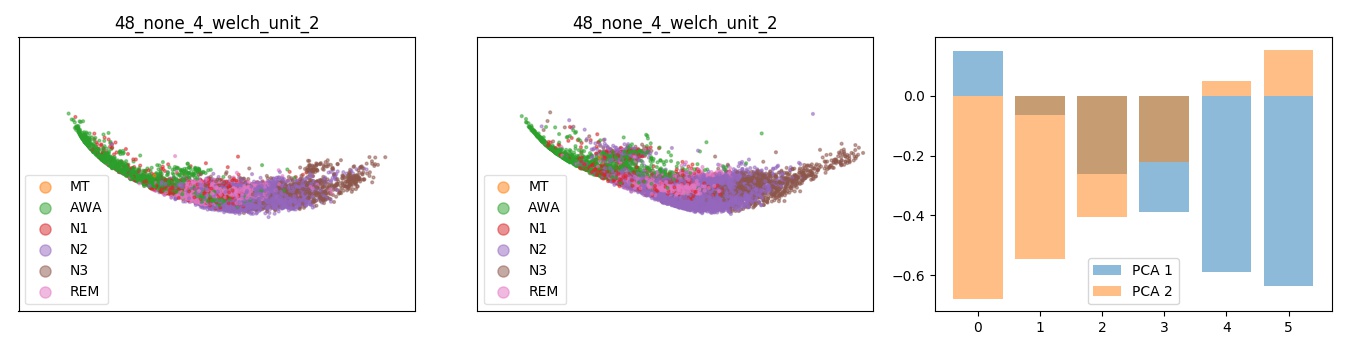 48_none_4_welch_unit_2
MT
AWA
N1
N2
N3
REM
48_none_4_welch_unit_2
MT
AWA
N1
N2
N3
REM
0.0
−0.2
−0.4
−0.6
PCA 1
PCA 2
0 1 2 3 4 5